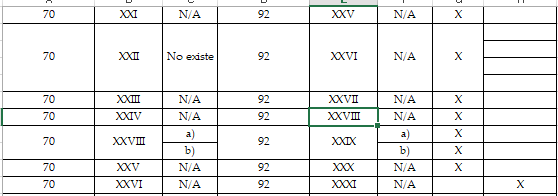 70 XXI N/A 92 XXV N/A X
70 XXII No existe 92 XXVI N/A X
70 XXIII N/A 92 XXVII N/A X
70 XXIV N/A 92 XXVIII N/A X
70 XXVIII a) 92 XXIX a) X
b) b) X
70 XXV N/A 92 XXX N/A X
70 XXVI N/A 92 XXXI N/A X